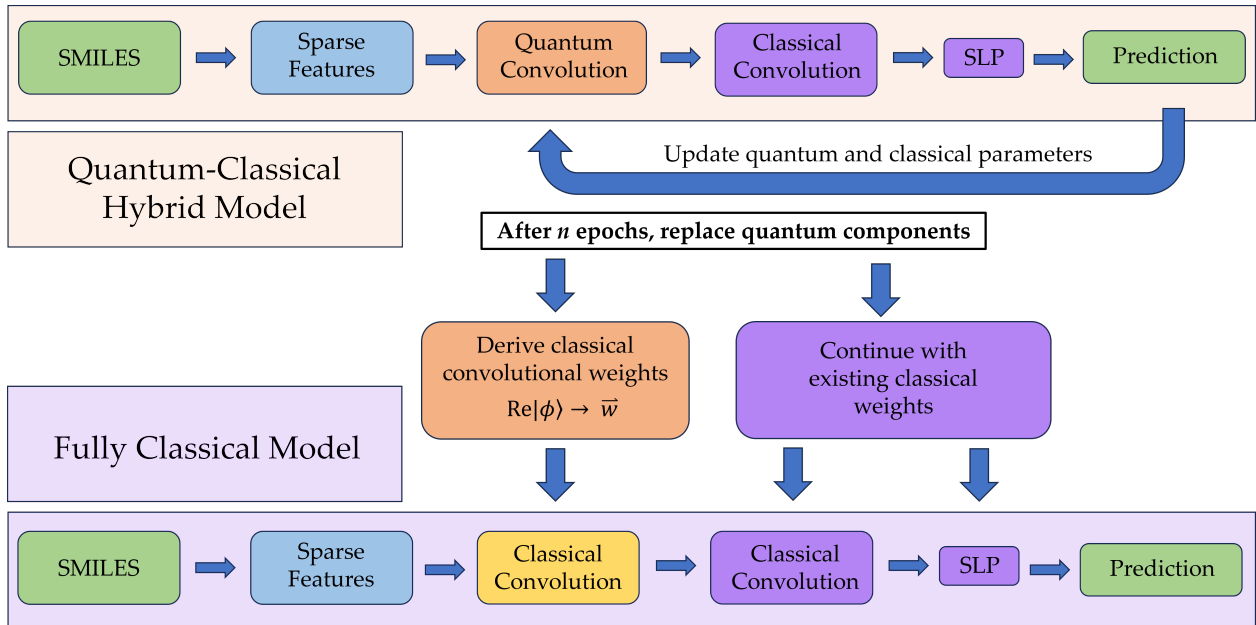 SMILES
Sparse
Features
Quantum
Convolution
Classical
Convolution
SLP
Prediction
Quantum-Classical
Hybrid Model
Update quantum and classical parameters
After n epochs, replace quantum components
Derive classical
convolutional weights
Re|ϕ⟩ → w⃗
Continue with
existing classical
weights
Fully Classical Model
SMILES
Sparse
Features
Classical
Convolution
Classical
Convolution
SLP
Prediction